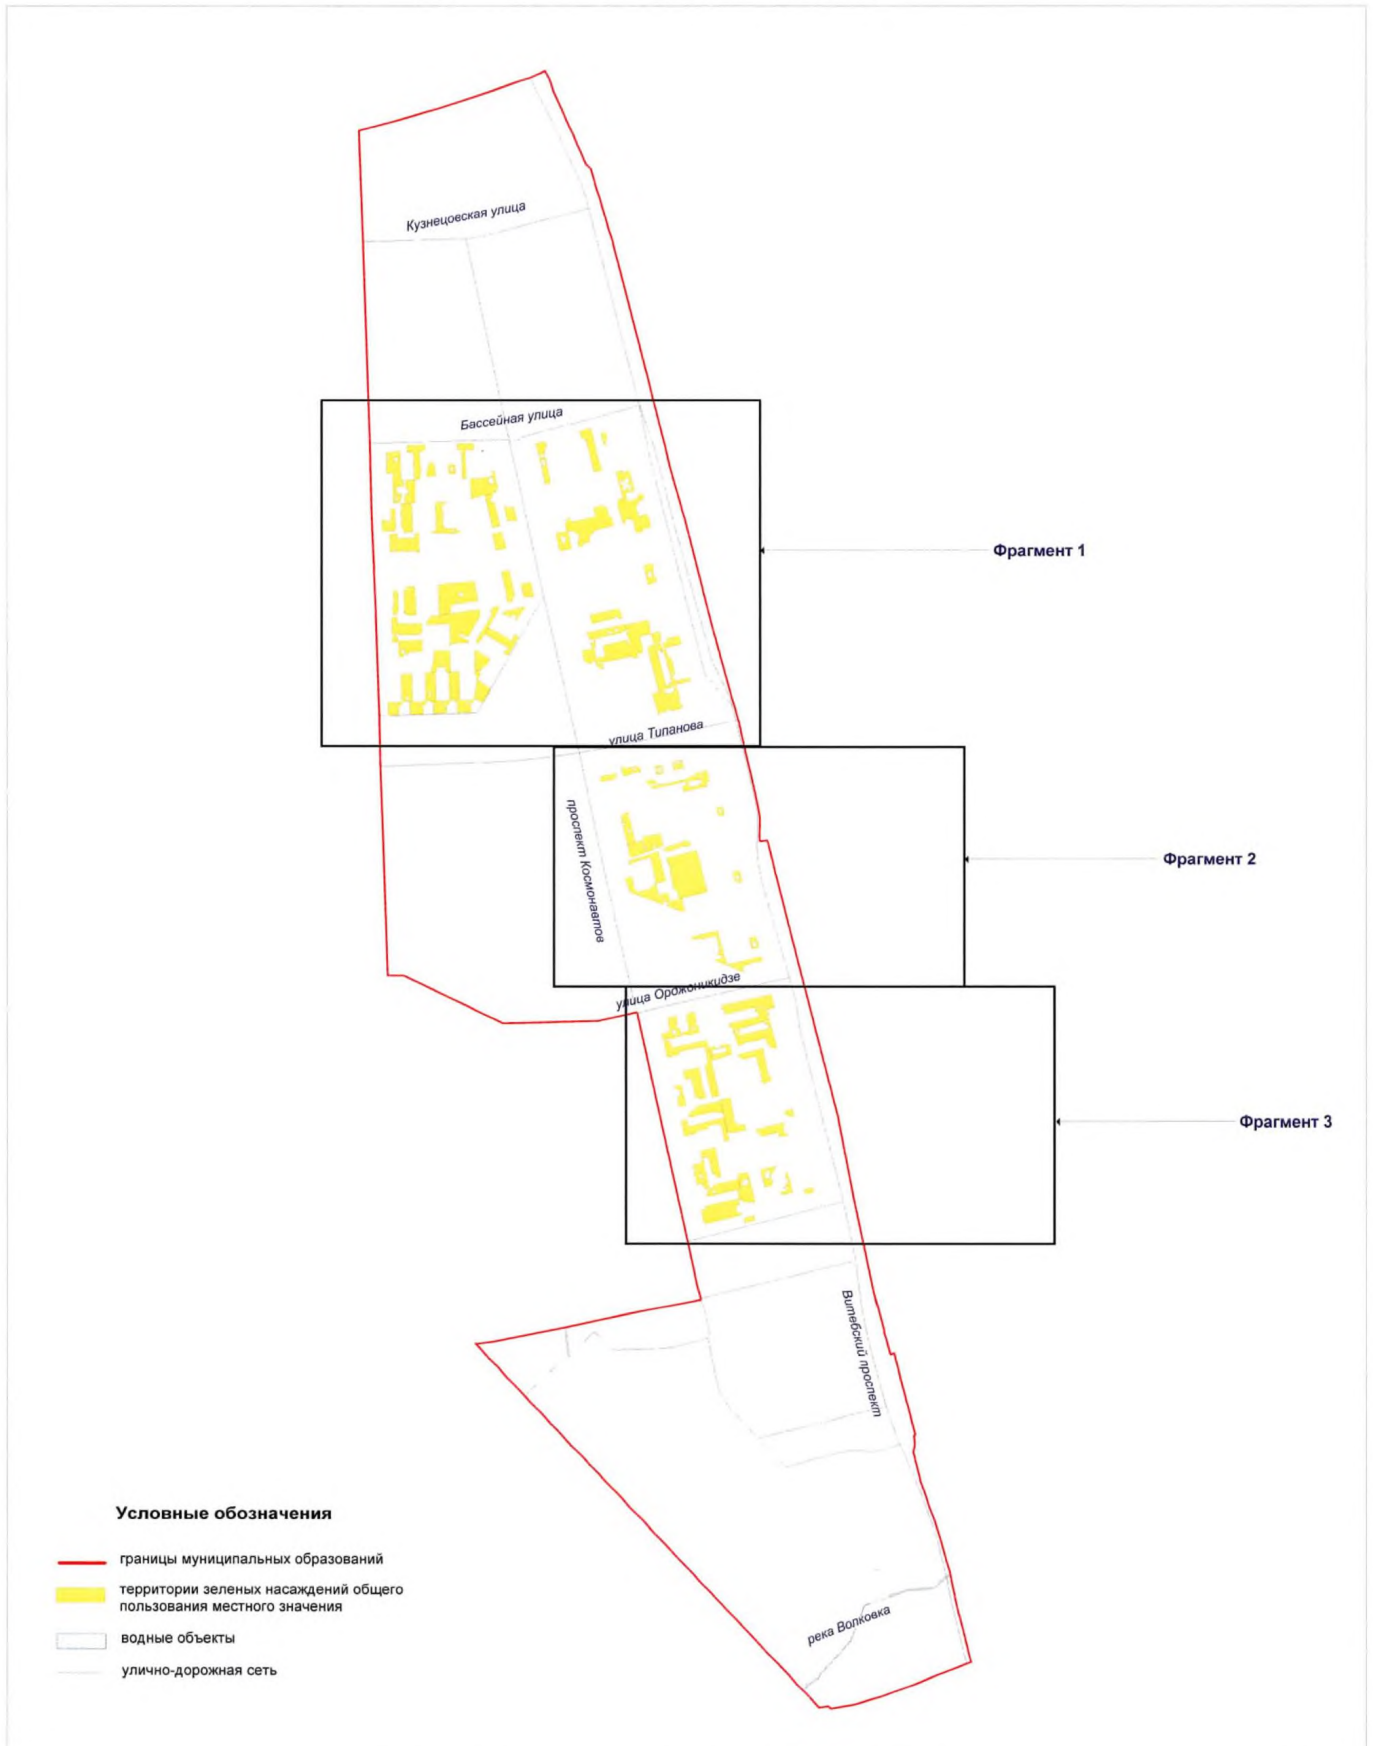 Кузнецовская улица
Бассейная улица
Фрагмент 1
улица Типанова
проспект Космонавтов
Фрагмент 2
улица Орджоникидзе
Фрагмент 3
Витебский проспект
Условные обозначения
границы муниципальных образований
территории зеленых насаждений общего
пользования местного значения
водные объекты
улично-дорожная сеть
река Волковка